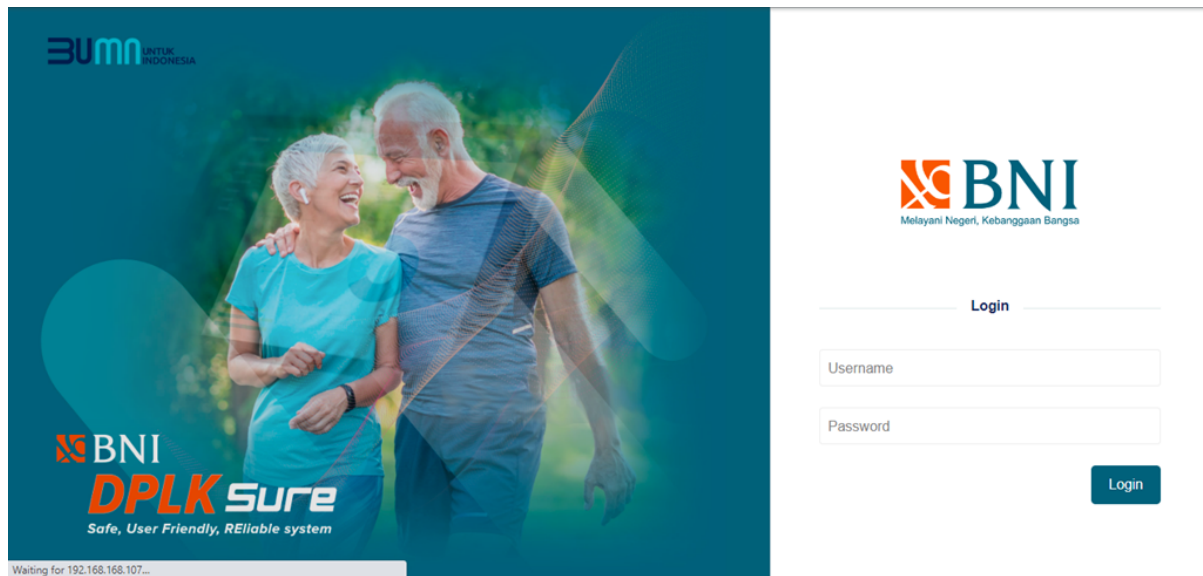 BUMN UNTUK
INDONESIA
BNI
DPLK Sure
Safe, User Friendly, REliable system
Waiting for 192.168.168.107...
BNI
Melayani Negeri, Kebanggaan Bangsa
Login
Username
Password
Login